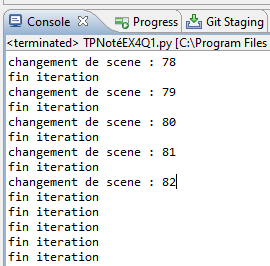 Console Progress Git Staging
<terminated> TPNotéEX4Q1.py [C:\Program Files
changement de scene : 78
fin iteration
changement de scene : 79
fin iteration
changement de scene : 80
fin iteration
changement de scene : 81
fin iteration
changement de scene : 82
fin iteration
fin iteration
fin iteration
fin iteration
fin iteration